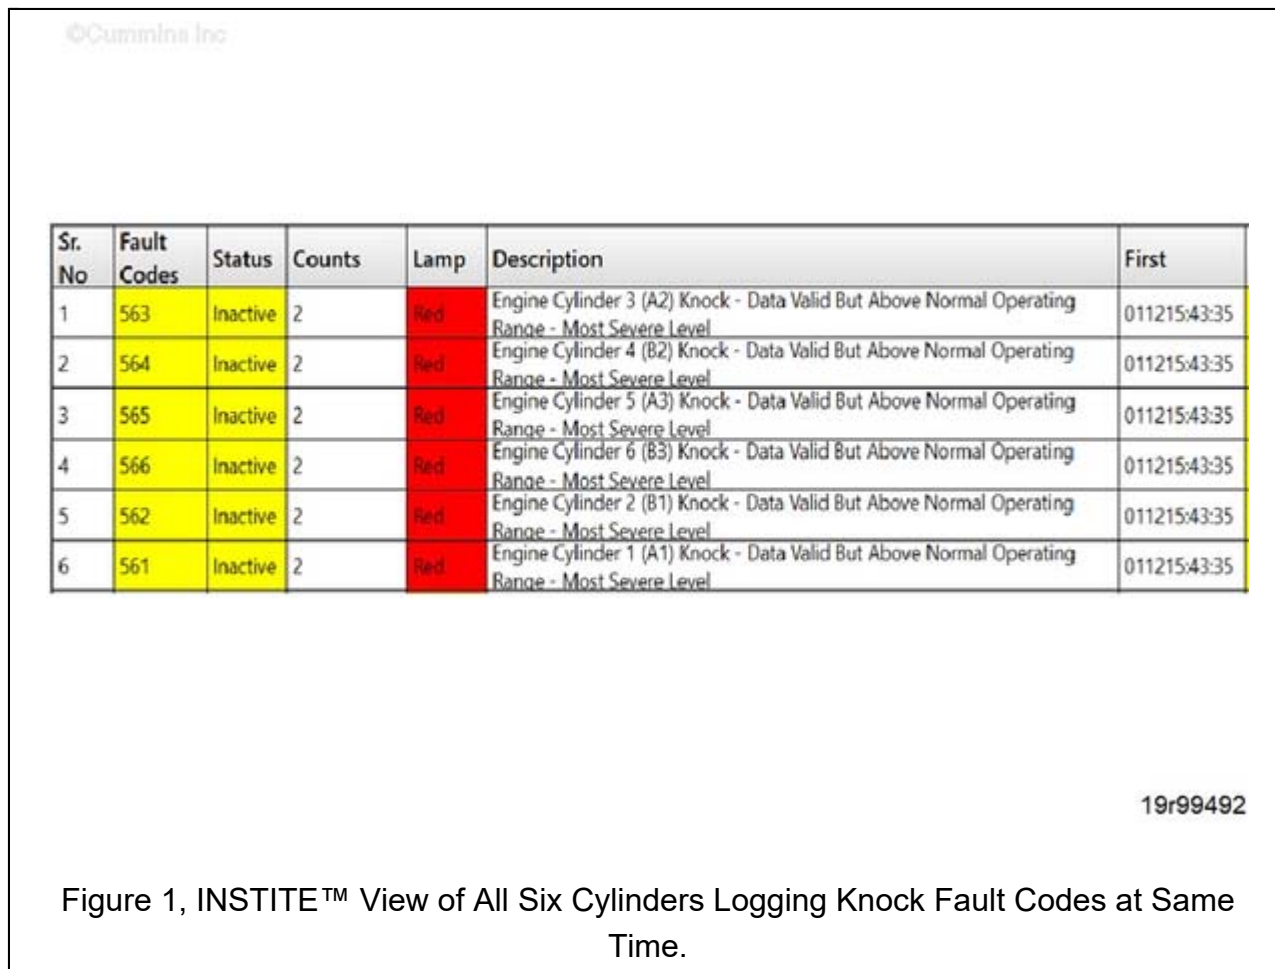 ©Cummins Inc
Sr. No Fault Codes Status Counts Lamp Description First
1 563 Inactive 2 Red Engine Cylinder 3 (A2) Knock - Data Valid But Above Normal Operating
Range - Most Severe Level 011215:43:35
2 564 Inactive 2 Red Engine Cylinder 4 (B2) Knock - Data Valid But Above Normal Operating
Range - Most Severe Level 011215:43:35
3 565 Inactive 2 Red Engine Cylinder 5 (A3) Knock - Data Valid But Above Normal Operating
Range - Most Severe Level 011215:43:35
4 566 Inactive 2 Red Engine Cylinder 6 (B3) Knock - Data Valid But Above Normal Operating
Range - Most Severe Level 011215:43:35
5 562 Inactive 2 Red Engine Cylinder 2 (B1) Knock - Data Valid But Above Normal Operating
Range - Most Severe Level 011215:43:35
6 561 Inactive 2 Red Engine Cylinder 1 (A1) Knock - Data Valid But Above Normal Operating
Range - Most Severe Level 011215:43:35
19r99492
Figure 1, INSTITE™ View of All Six Cylinders Logging Knock Fault Codes at Same
Time.